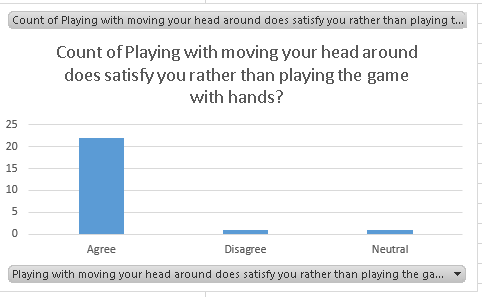 Count of Playing with moving your head around does satisfy you rather than playing t...
Count of Playing with moving your head around
does satisfy you rather than playing the game
with hands?
25
20
15
10
5
0
Agree Disagree Neutral
Playing with moving your head around does satisfy you rather than playing the ga...